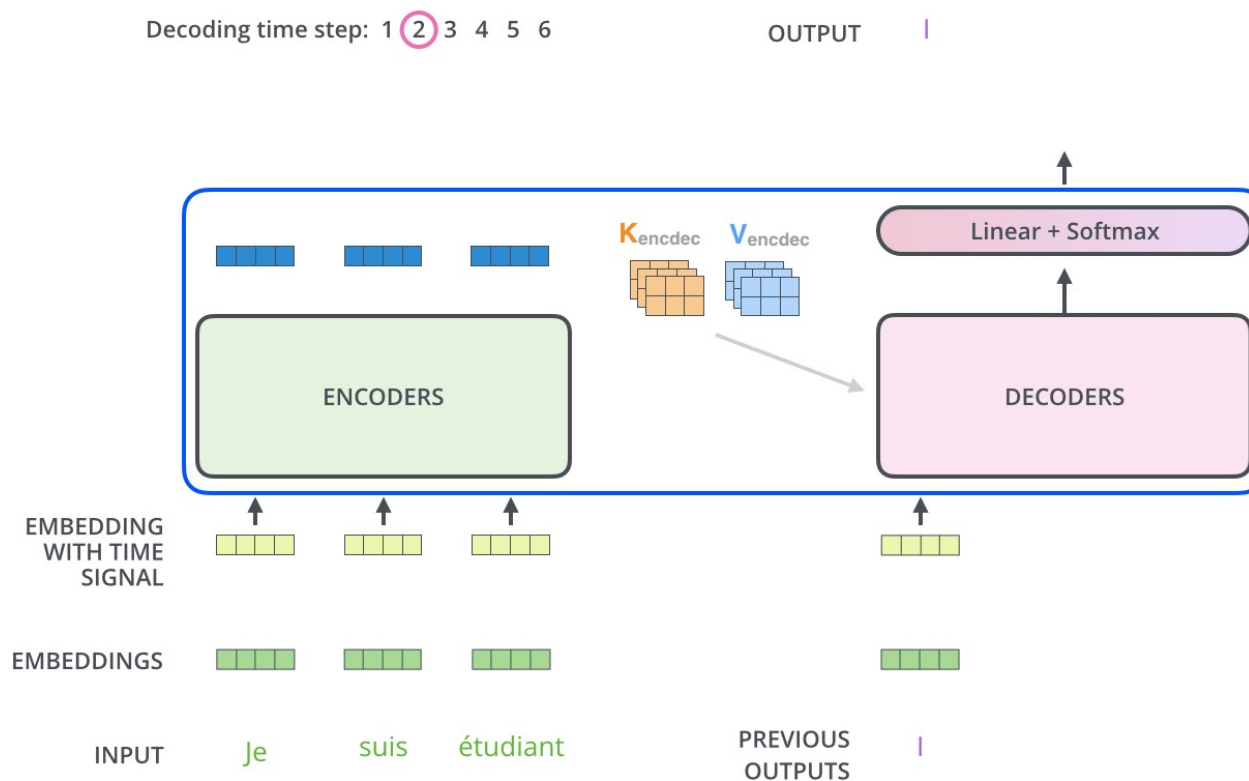 Decoding time step: 1 2 3 4 5 6
OUTPUT I
Kencdec Vencdec
Linear + Softmax
ENCODERS
DECODERS
EMBEDDING
WITH TIME
SIGNAL
EMBEDDINGS
INPUT Je suis étudiant
PREVIOUS
OUTPUTS
I